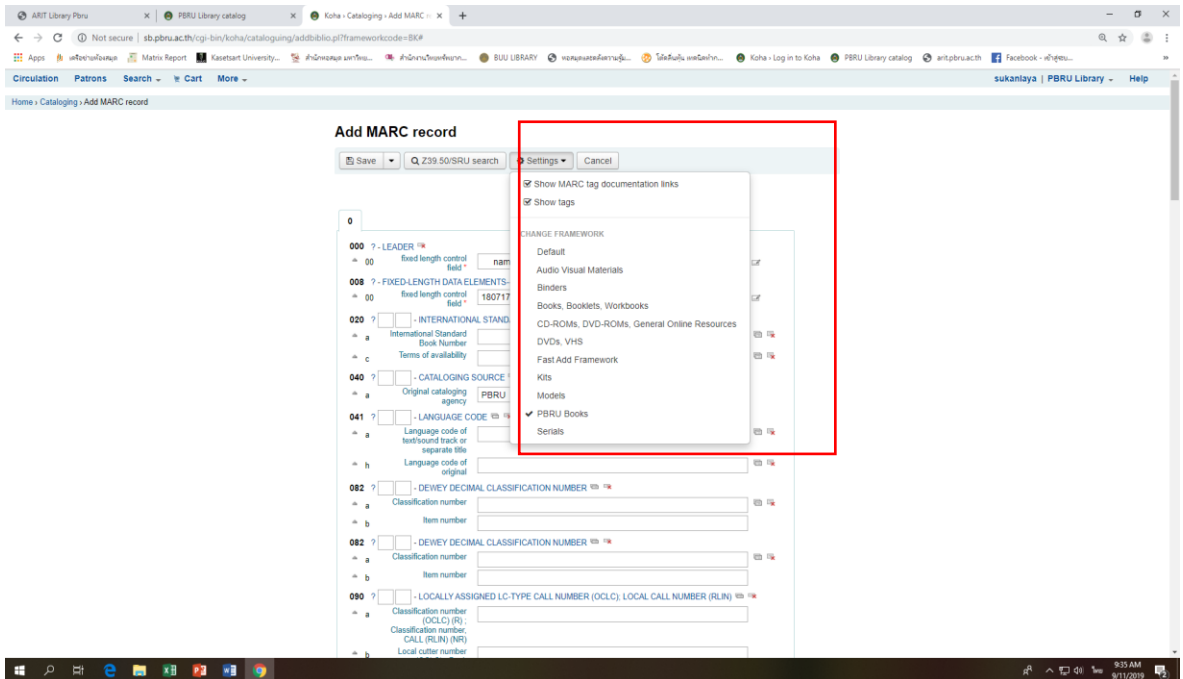 ARIT Library Pbru
PBRU Library catalog
Koha › Cataloging › Add MARC
Not secure | sb.pbru.ac.th/cgi-bin/koha/cataloguing/addbiblio.pl?frameworkcode=BK#
Apps
Matrix Report
Kasetsart University...
BUU LIBRARY
Koha › Log in to Koha
PBRU Library catalog
arit.pbru.ac.th
Circulation Patrons Search Cart More
sukanlaya | PBRU Library Help
Home › Cataloging › Add MARC record
Add MARC record
Save Z39.50/SRU search Settings Cancel
Show MARC tag documentation links
Show tags
CHANGE FRAMEWORK
Default
Audio Visual Materials
Binders
Books, Booklets, Workbooks
CD-ROMs, DVD-ROMs, General Online Resources
DVDs, VHS
Fast Add Framework
Kits
Models
PBRU Books
Serials
0
000 ? - LEADER
00 fixed length control
field * nam
008 ? - FIXED-LENGTH DATA ELEMENTS--
00 fixed length control
field * 180717
020 ? - INTERNATIONAL STAND
a International Standard
Book Number
c Terms of availability
040 ? - CATALOGING SOURCE
a Original cataloging
agency PBRU
041 ? - LANGUAGE CODE
a Language code of
text/sound track or
separate title
h Language code of
original
082 ? - DEWEY DECIMAL CLASSIFICATION NUMBER
a Classification number
b Item number
082 ? - DEWEY DECIMAL CLASSIFICATION NUMBER
a Classification number
b Item number
090 ? - LOCALLY ASSIGNED LC-TYPE CALL NUMBER (OCLC); LOCAL CALL NUMBER (RLIN)
a Classification number
(OCLC) (R) ;
Classification number,
CALL (RLIN) (NR)
b Local cutter number
9:35 AM
9/11/2019